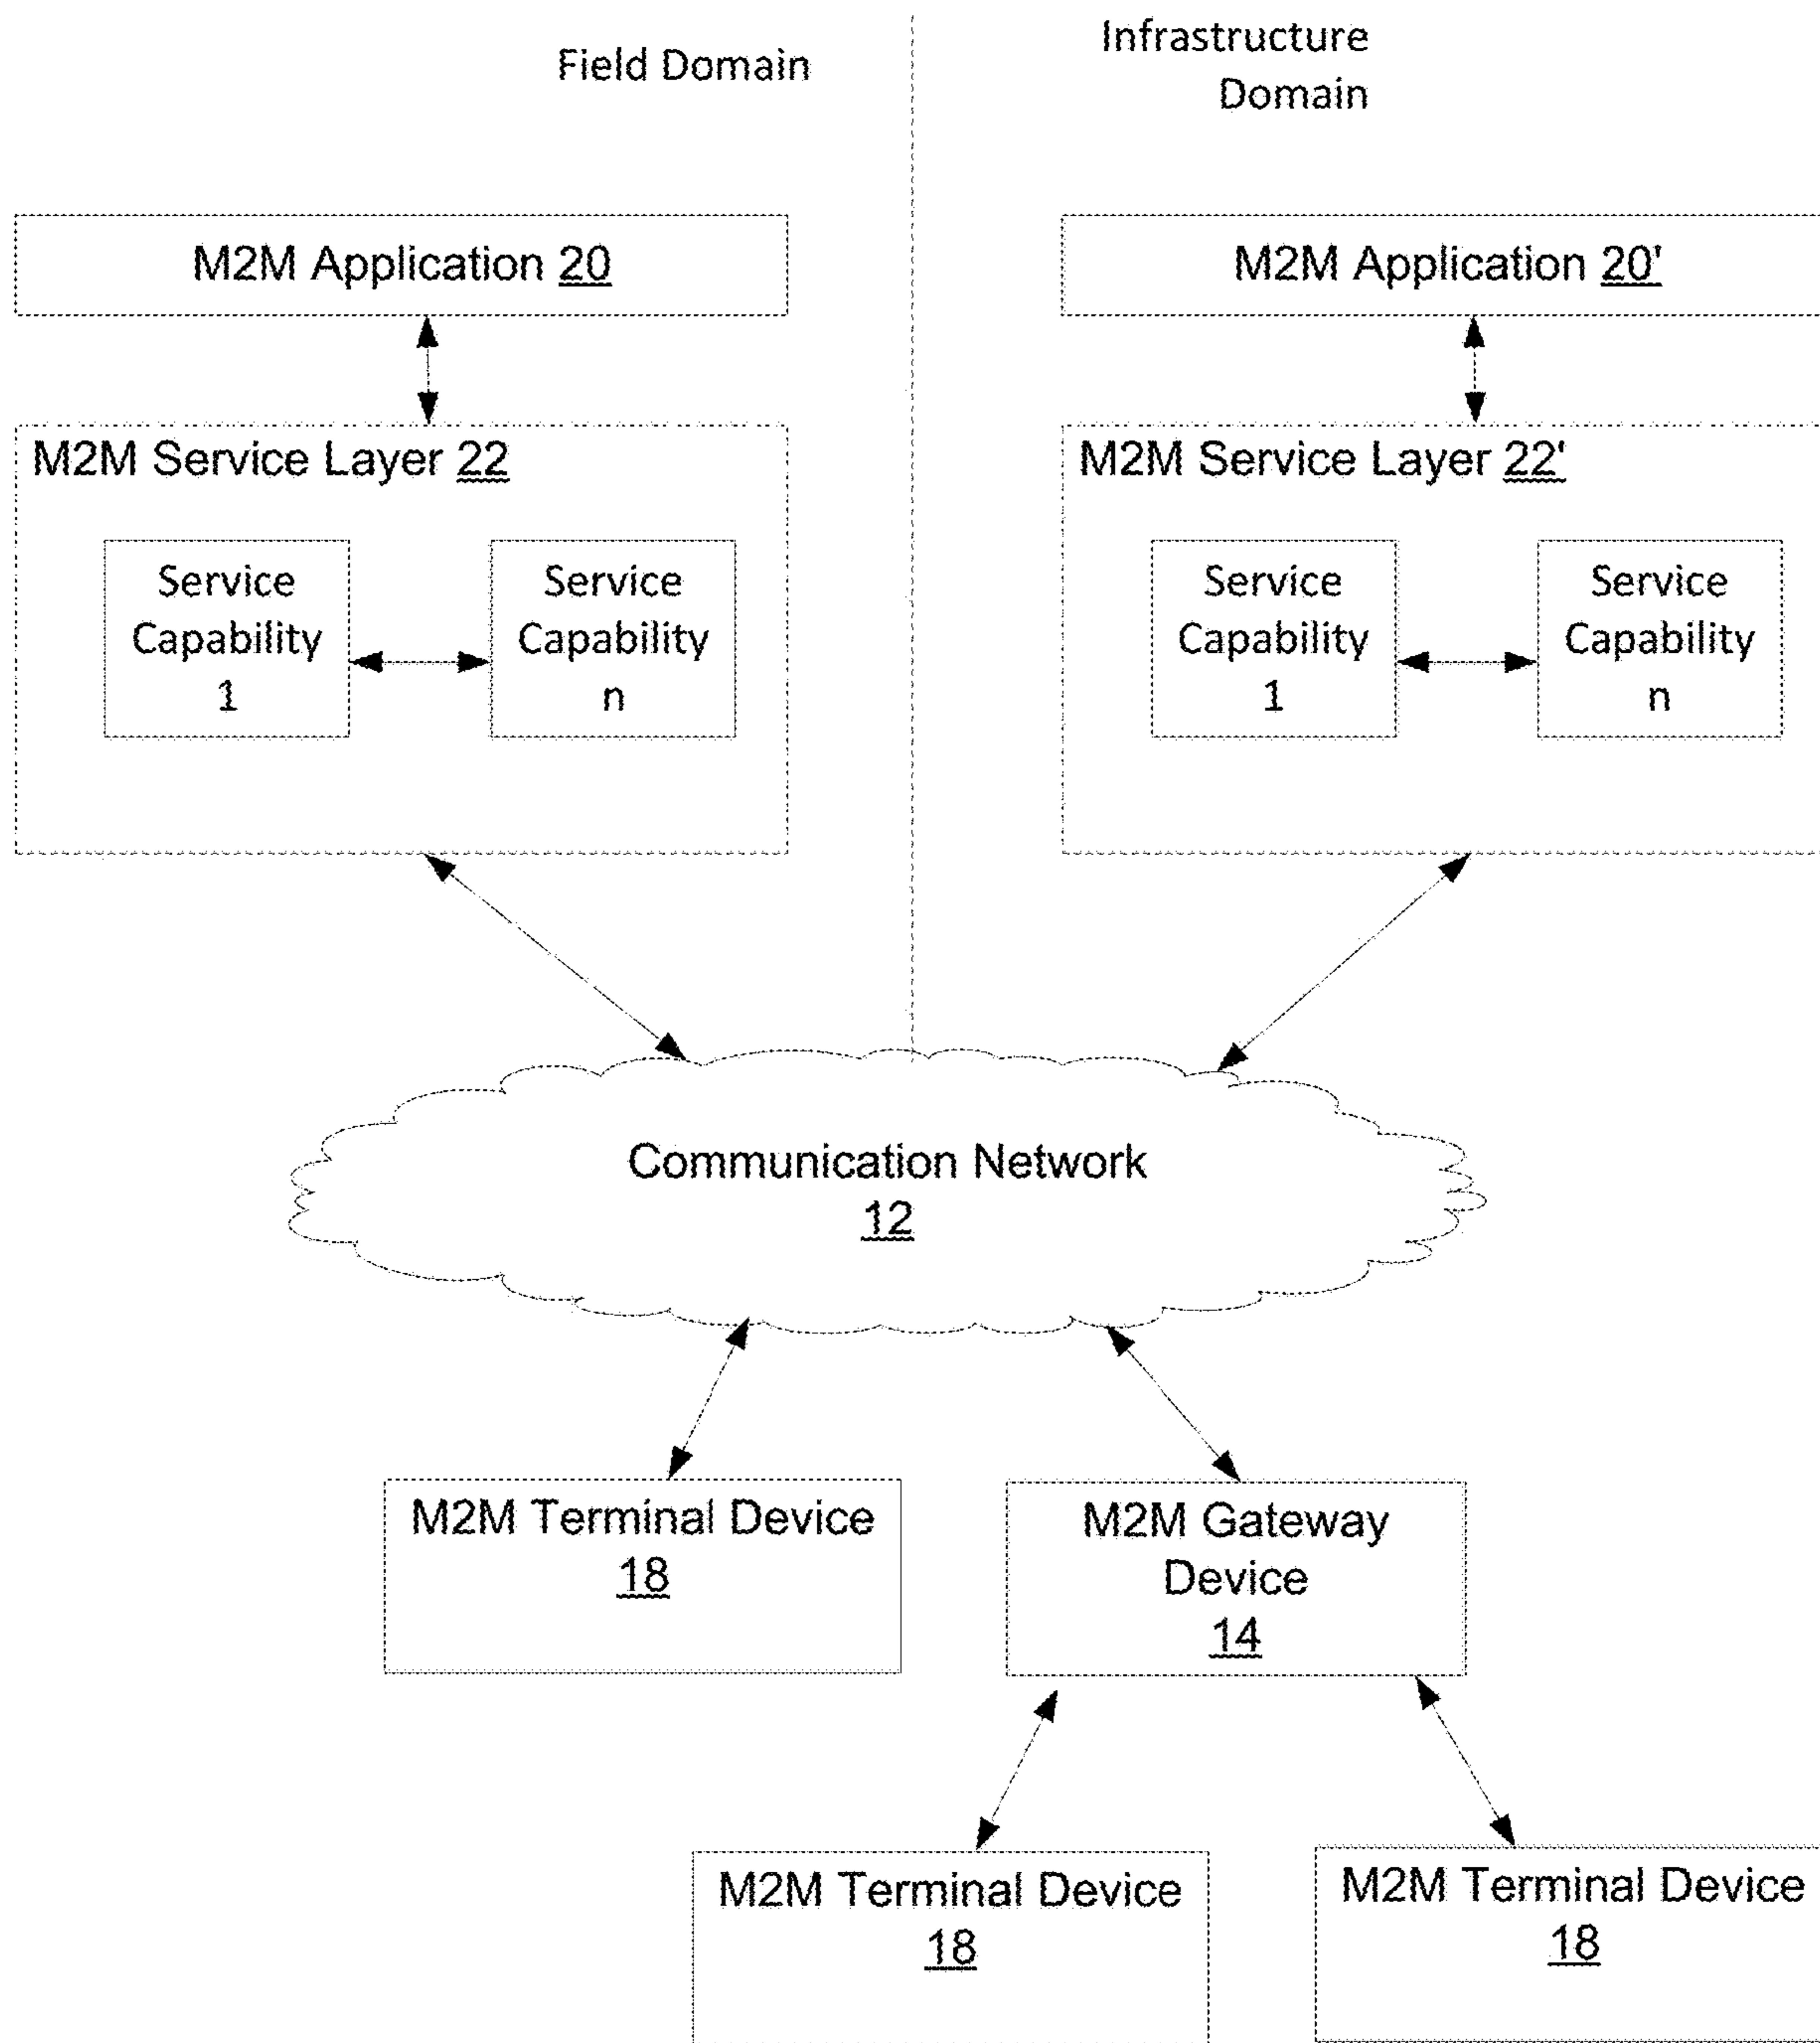 Field Domain
Infrastructure
Domain
M2M Application 20
M2M Application 20'
M2M Service Layer 22
Service
Capability
1
Service
Capability
n
M2M Service Layer 22'
Service
Capability
1
Service
Capability
n
Communication Network
12
M2M Terminal Device
18
M2M Gateway
Device
14
M2M Terminal Device
18
M2M Terminal Device
18